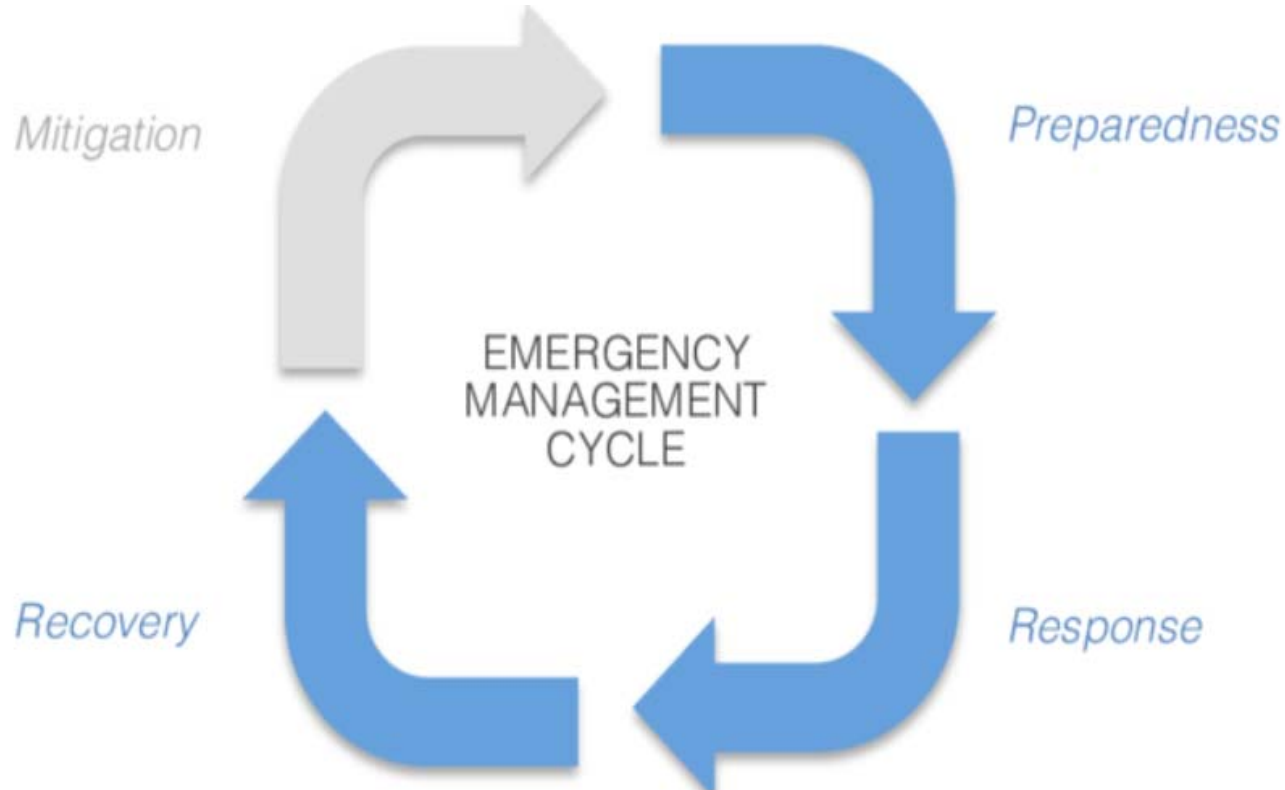 Mitigation
Preparedness
EMERGENCY
MANAGEMENT
CYCLE
Recovery
Response